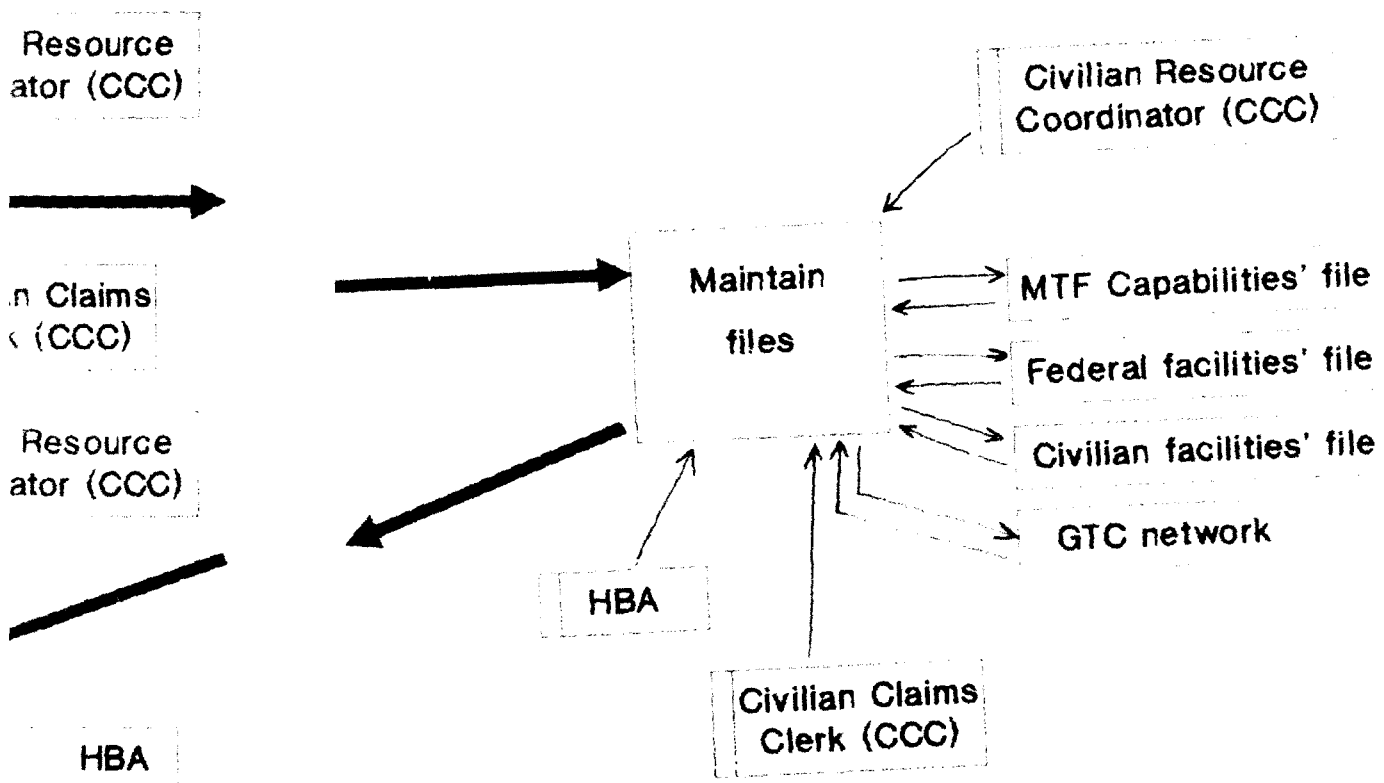 Resource
ator (CCC)
Civilian Resource
Coordinator (CCC)
Maintain
files
MTF Capabilities' file
Federal facilities' file
Civilian facilities' file
GTC network
n Claims
(CCC)
Resource
ator (CCC)
HBA
Civilian Claims
Clerk (CCC)
HBA